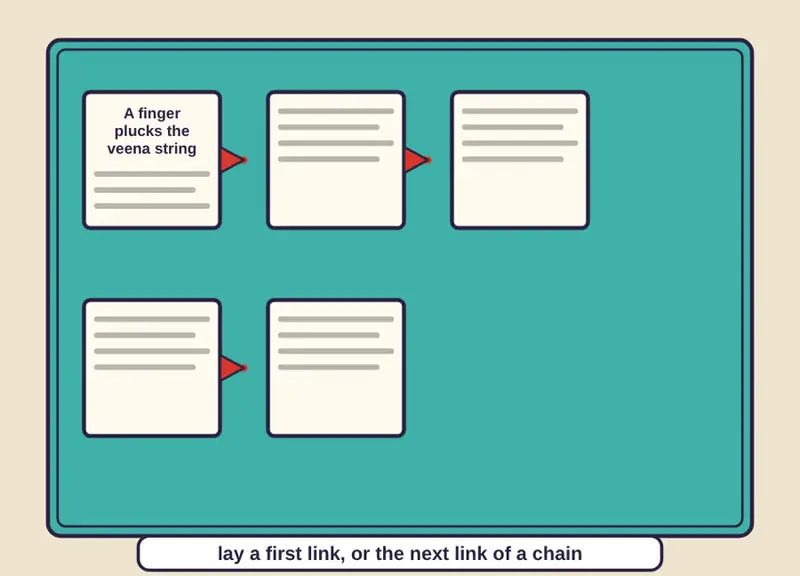 A finger
plucks the
veena string
lay a first link, or the next link of a chain